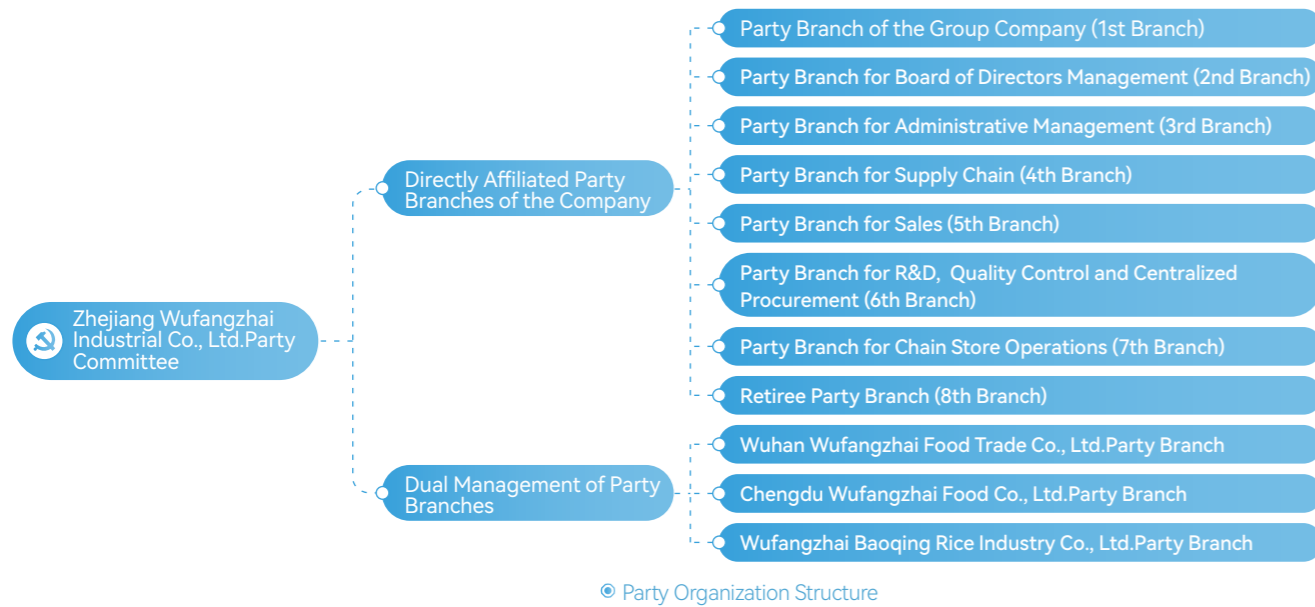 Zhejiang Wufangzhai
Industrial Co., Ltd.Party
Committee
Directly Affiliated Party
Branches of the Company
Party Branch of the Group Company (1st Branch)
Party Branch for Board of Directors Management (2nd Branch)
Party Branch for Administrative Management (3rd Branch)
Party Branch for Supply Chain (4th Branch)
Party Branch for Sales (5th Branch)
Party Branch for R&D,  Quality Control and Centralized
Procurement (6th Branch)
Party Branch for Chain Store Operations (7th Branch)
Retiree Party Branch (8th Branch)
Dual Management of Party
Branches
Wuhan Wufangzhai Food Trade Co., Ltd.Party Branch
Chengdu Wufangzhai Food Co., Ltd.Party Branch
Wufangzhai Baoqing Rice Industry Co., Ltd.Party Branch
Party Organization Structure